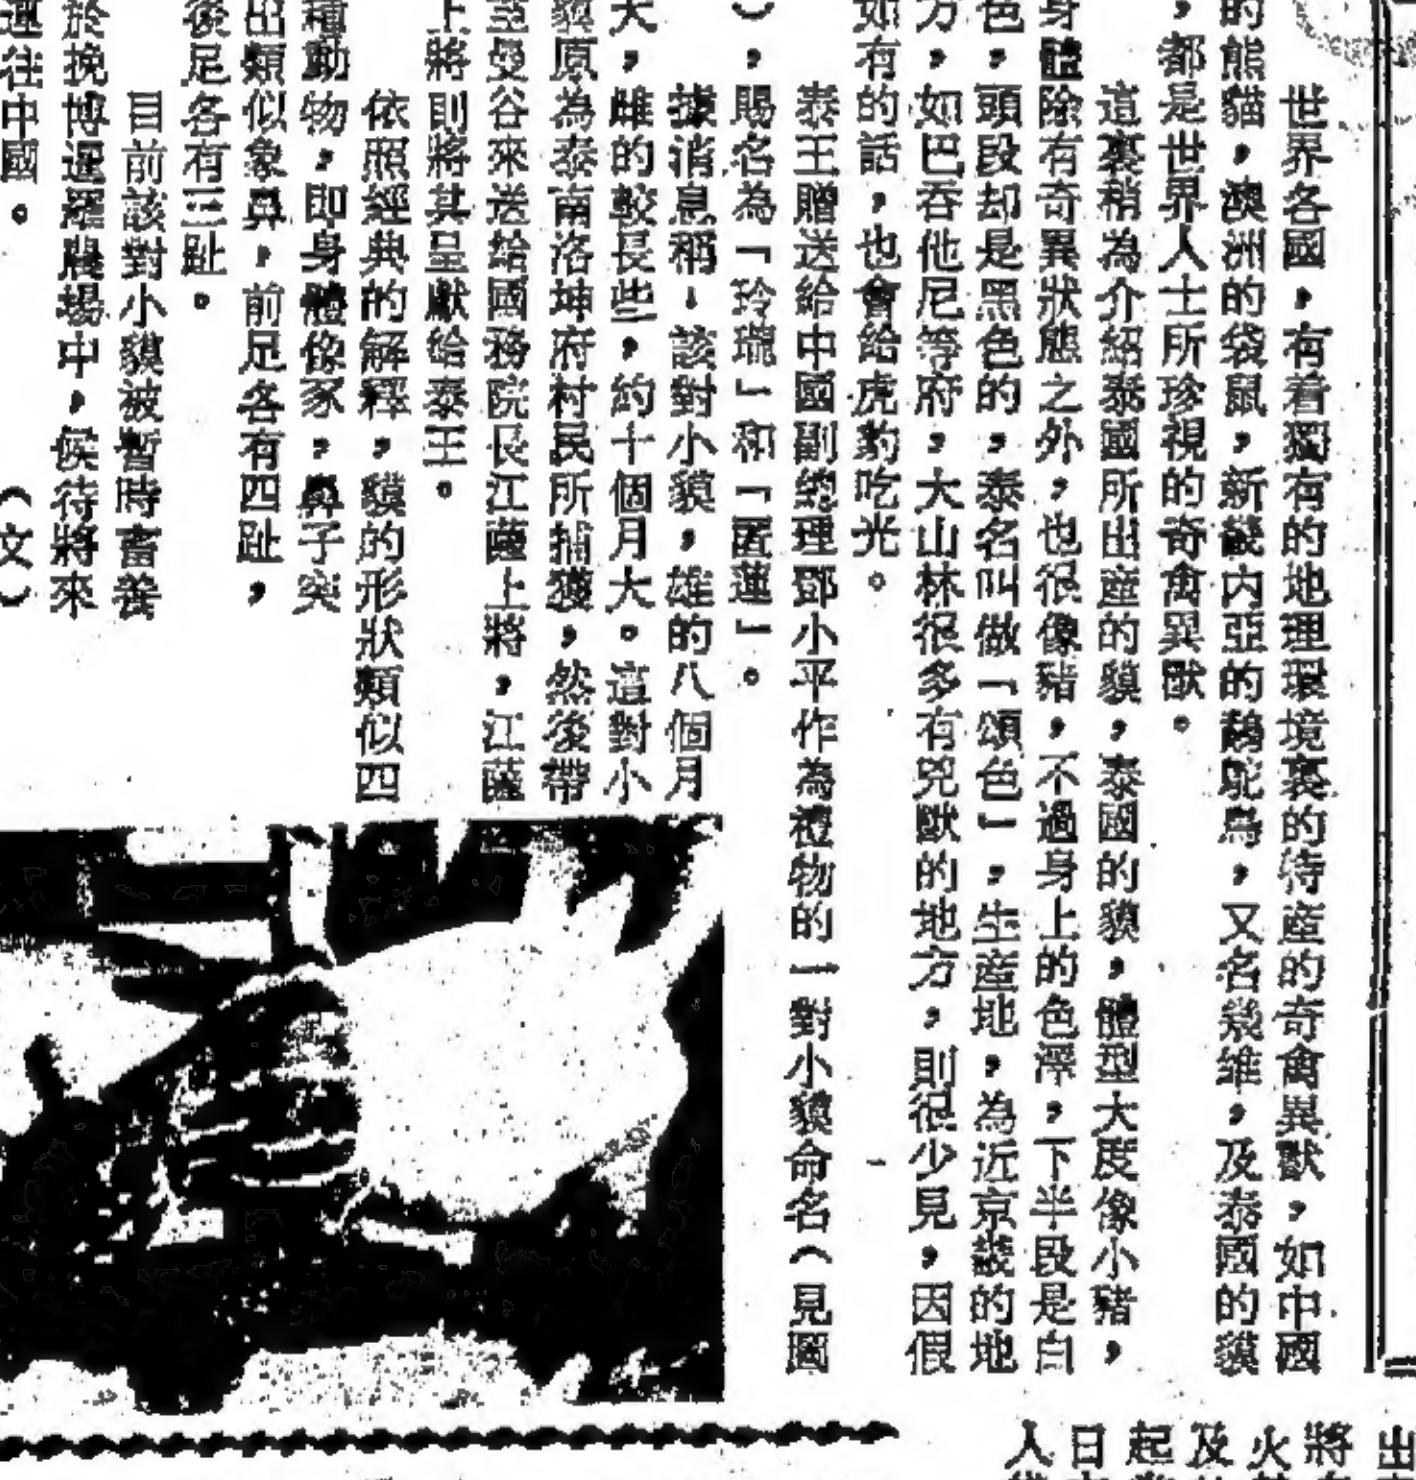 世界各國，有着獨有的地理環境裏的特產的奇禽異獸，如中國
的熊貓，澳洲的袋鼠，新畿內亞的鷸鴕鳥，又名幾維，及泰國的貘
，都是世界人士所珍視的奇禽異獸。
這裏稍為介紹泰國所出産的貘，泰國的貘，體型大度像小豬，
身體除有奇異狀態之外，也很像豬，不過身上的色澤，下半段是白
色，頭段却是黑色的，泰名叫做「頌色」，生産地，為近京畿的地
方，如巴吞他尼等府，大山林很多有兇獸的地方，則很少見，因假
如有的話，也會給虎豹吃光。
泰王贈送給中國副總理鄧小平作為禮物的一對小貘命名（見圖
），賜名為「玲瓏」和「匿蓮」。
據消息稱，該對小貘，雄的八個月
大，雌的較長些，約十個月大。這對小
貘原為泰南洛坤府村民所捕獲，然後帶
至曼谷來送給國務院長江薩上將，江薩
上將則將其呈獻給泰王。
依照經典的解釋，貘的形狀類似四
種動物，即身體像豕，鼻子突
出類似象鼻，前足各有四趾，
後足各有三趾。
目前該對小貘被暫時畜養
於挽博暹羅農場中，候待將來
運往中國。（文）
出
將
火
及
起
日
人